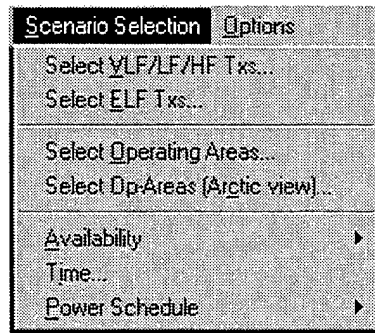 Scenario Selection Options
Select VLF/LF/HF Txs...
Select ELF Txs...
Select Operating Areas...
Select Op-Areas (Arctic view)...
Availability
Time...
Power Schedule